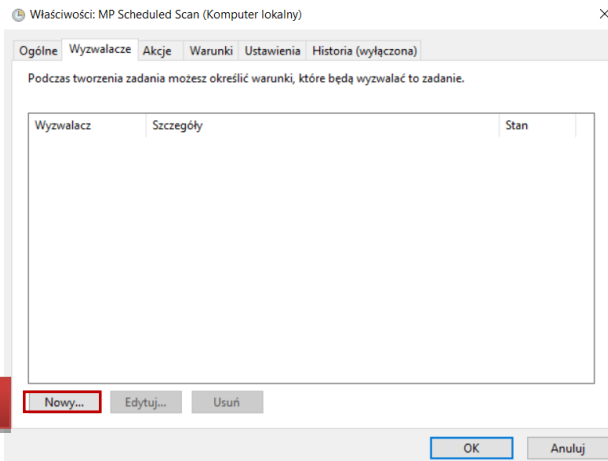 Właściwości: MP Scheduled Scan (Komputer lokalny)
Ogólne Wyzwalacze Akcje Warunki Ustawienia Historia (wyłączona)
Podczas tworzenia zadania możesz określić warunki, które będą wyzwalać to zadanie.
Wyzwalacz Szczegóły Stan
Nowy... Edytuj... Usuń
OK Anuluj